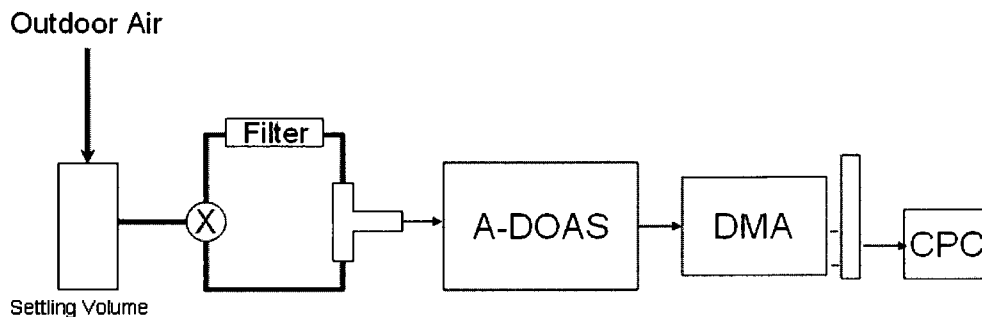 Outdoor Air
Filter
X
A-DOAS
DMA
CPC
Settling Volume